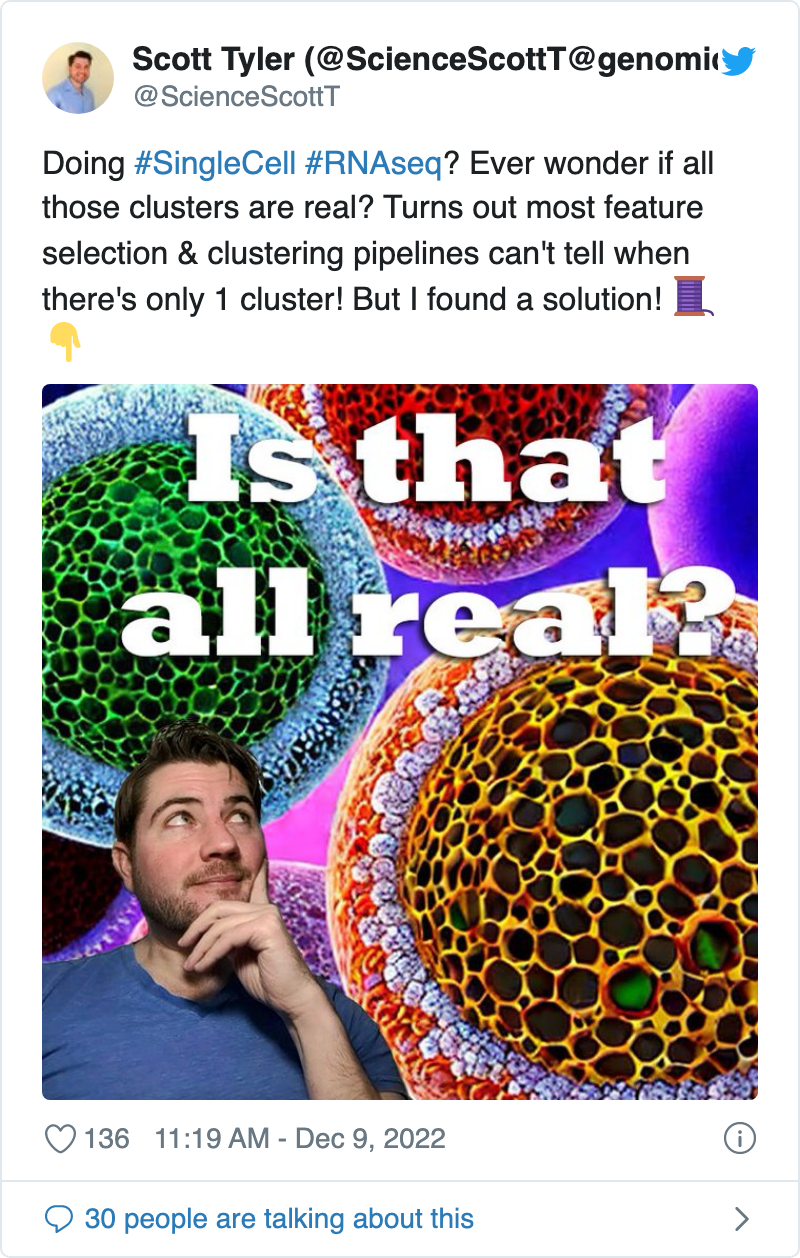 Scott Tyler (@ScienceScottT@genomic
@ScienceScottT
Doing #SingleCell #RNAseq? Ever wonder if all
those clusters are real? Turns out most feature
selection & clustering pipelines can't tell when
there's only 1 cluster! But I found a solution! 🧵
👇
Is that
all real?
136 11:19 AM - Dec 9, 2022
30 people are talking about this